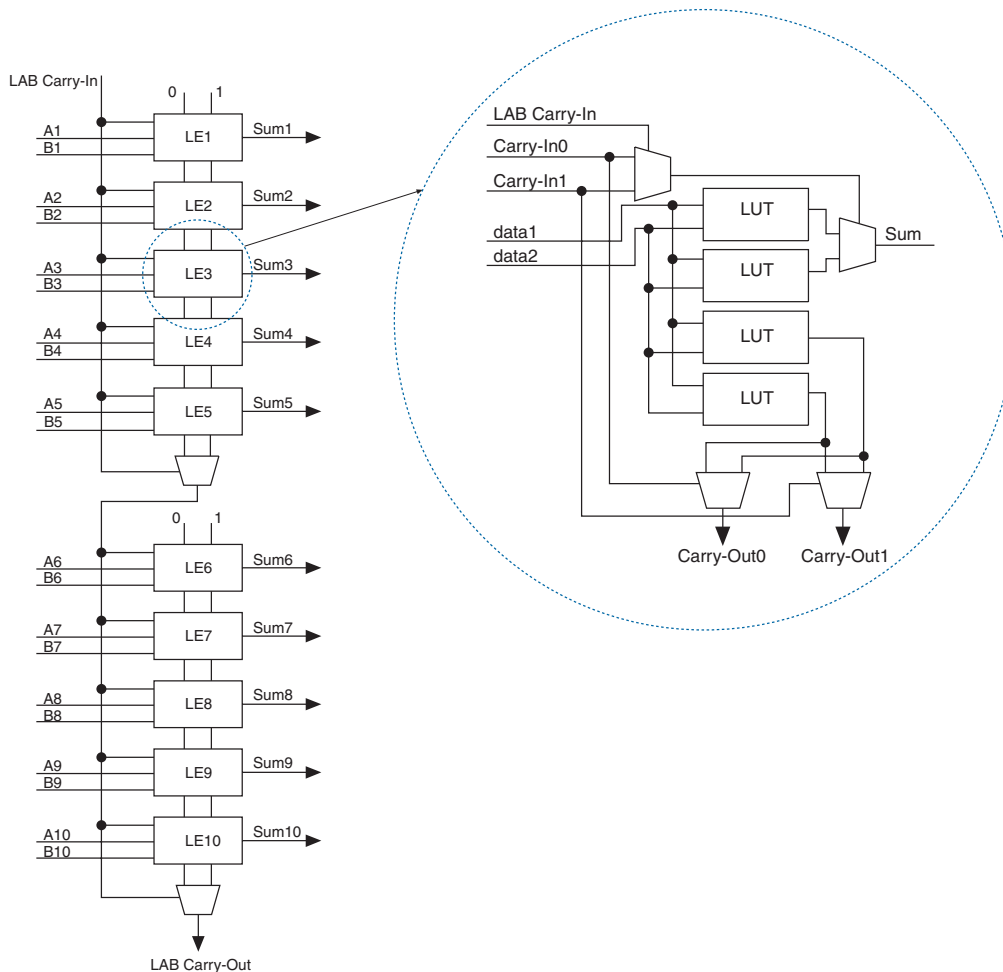 LAB Carry-In
0 1
A1
B1
LE1
Sum1
A2
B2
LE2
Sum2
A3
B3
LE3
Sum3
A4
B4
LE4
Sum4
A5
B5
LE5
Sum5
0 1
A6
B6
LE6
Sum6
A7
B7
LE7
Sum7
A8
B8
LE8
Sum8
A9
B9
LE9
Sum9
A10
B10
LE10
Sum10
LAB Carry-Out
LAB Carry-In
Carry-In0
Carry-In1
data1
data2
LUT
LUT
LUT
LUT
Sum
Carry-Out0
Carry-Out1